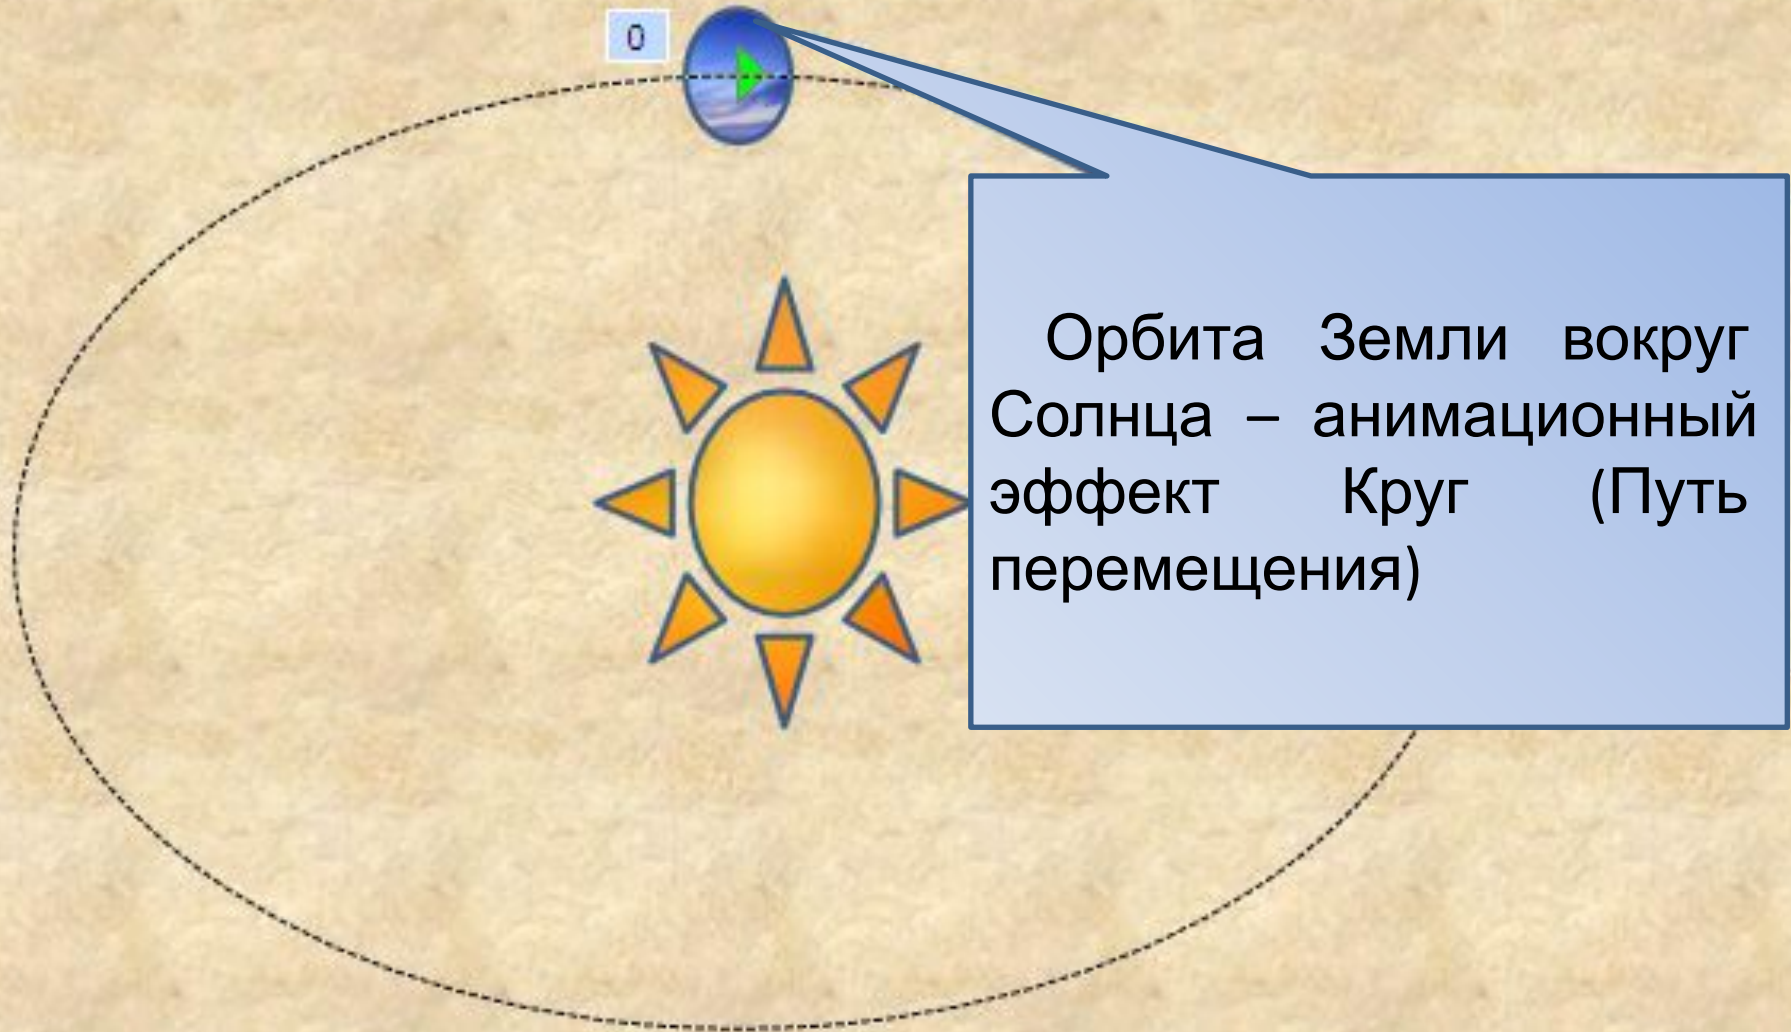 0
Орбита Земли вокруг
Солнца – анимационный
эффект Круг (Путь
перемещения)